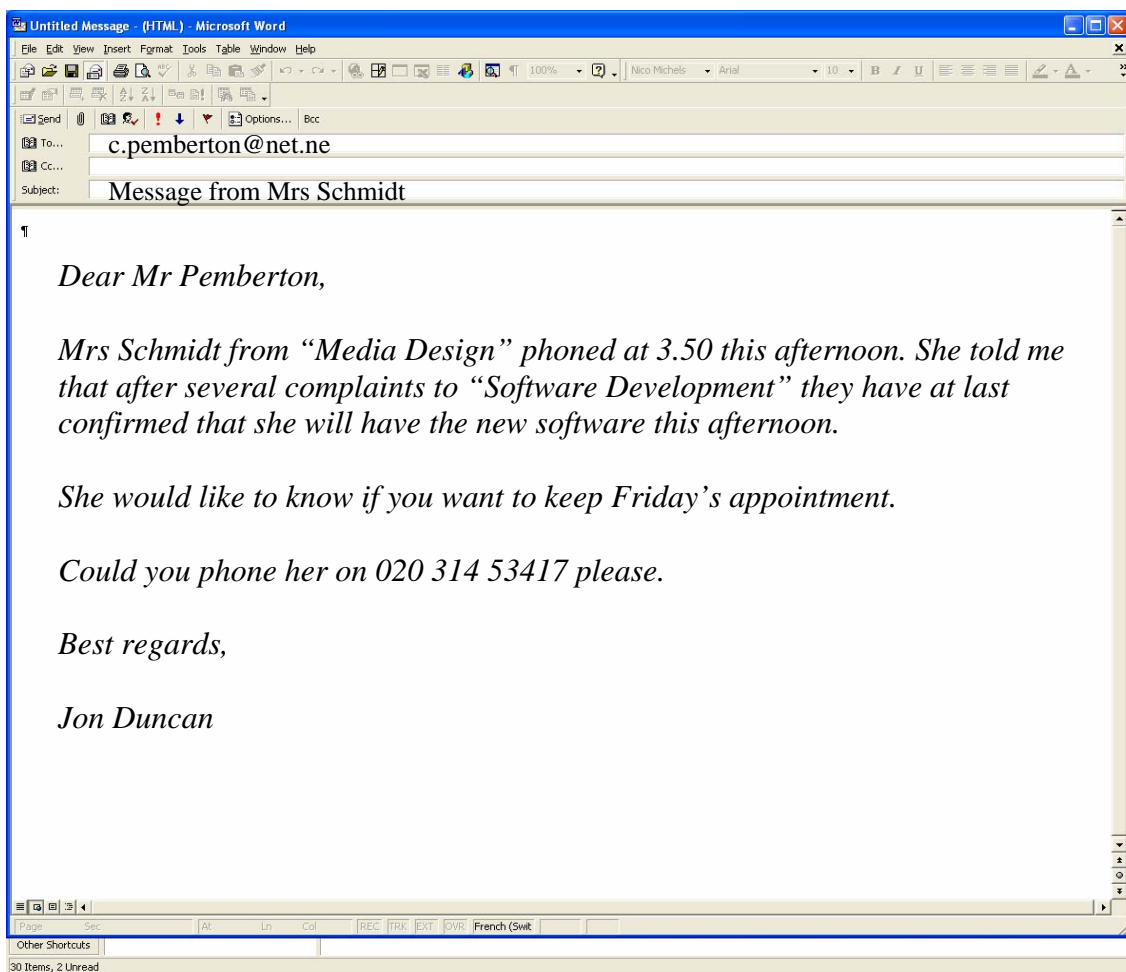 Untitled Message - (HTML) - Microsoft Word
File Edit View Insert Format Tools Table Window Help
100% Nico Michels Arial 10 B I U A
Send Options... Bcc
To... c.pemberton@net.ne
Cc...
Subject: Message from Mrs Schmidt
¶
Dear Mr Pemberton,
Mrs Schmidt from “Media Design” phoned at 3.50 this afternoon. She told me
that after several complaints to “Software Development” they have at last
confirmed that she will have the new software this afternoon.
She would like to know if you want to keep Friday’s appointment.
Could you phone her on 020 314 53417 please.
Best regards,
Jon Duncan
Page Sec At Ln Col REC TRK EXT OVR French (Swit
Other Shortcuts
30 Items, 2 Unread